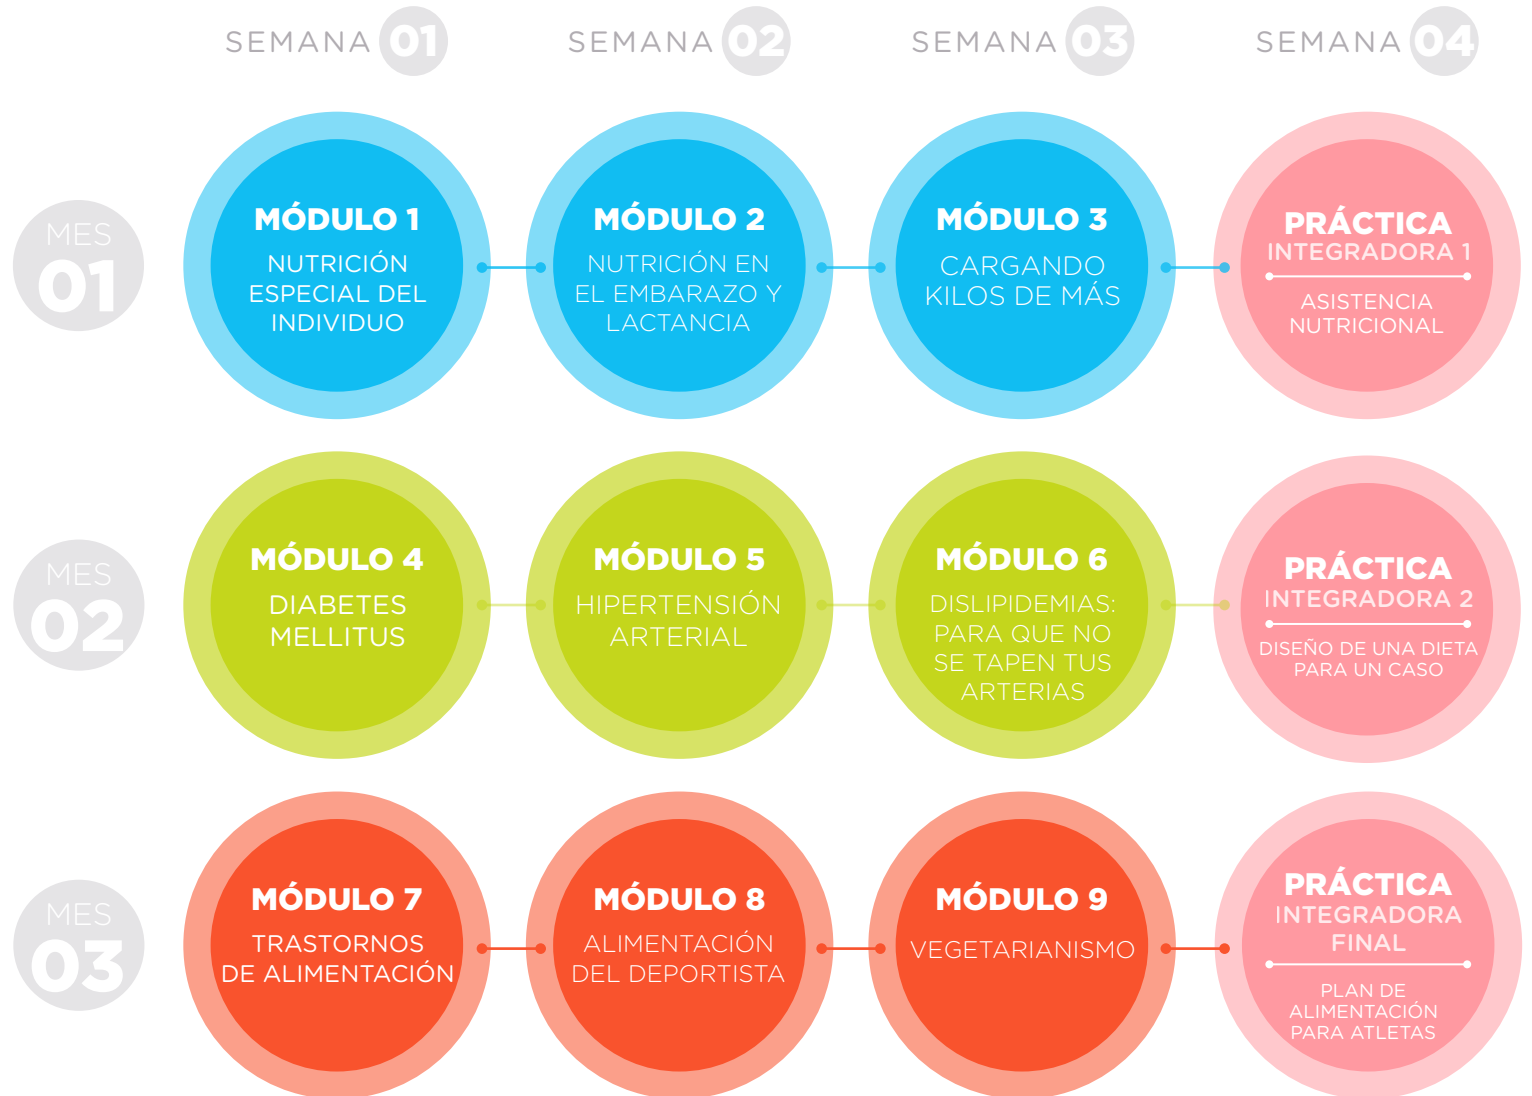 SEMANA 01
SEMANA 02
SEMANA 03
SEMANA 04
MES
01
MÓDULO 1
NUTRICIÓN
ESPECIAL DEL
INDIVIDUO
MÓDULO 2
NUTRICIÓN EN
EL EMBARAZO Y
LACTANCIA
MÓDULO 3
CARGANDO
KILOS DE MÁS
PRÁCTICA
INTEGRADORA 1
ASISTENCIA
NUTRICIONAL
MES
02
MÓDULO 4
DIABETES
MELLITUS
MÓDULO 5
HIPERTENSIÓN
ARTERIAL
MÓDULO 6
DISLIPIDEMIAS:
PARA QUE NO
SE TAPEN TUS
ARTERIAS
PRÁCTICA
INTEGRADORA 2
DISEÑO DE UNA DIETA
PARA UN CASO
MES
03
MÓDULO 7
TRASTORNOS
DE ALIMENTACIÓN
MÓDULO 8
ALIMENTACIÓN
DEL DEPORTISTA
MÓDULO 9
VEGETARIANISMO
PRÁCTICA
INTEGRADORA
FINAL
PLAN DE
ALIMENTACIÓN
PARA ATLETAS